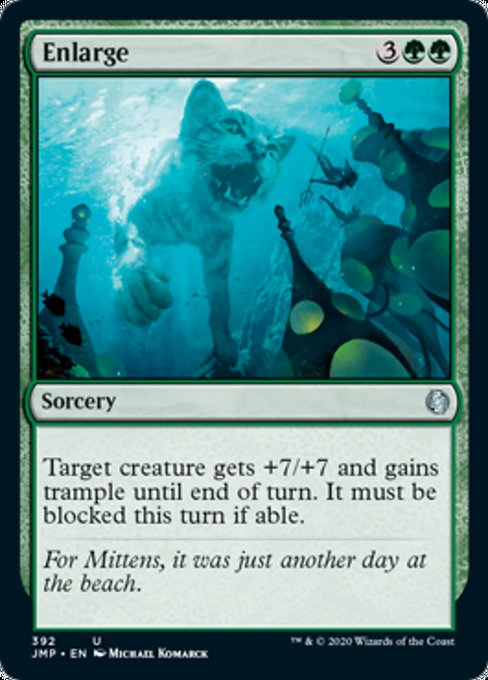 Enlarge 3
Sorcery
Target creature gets +7/+7 and gains
trample until end of turn. It must be
blocked this turn if able.
For Mittens, it was just another day at
the beach.
392 U
JMP • EN Michael Komarck
™ & © 2020 Wizards of the Coast